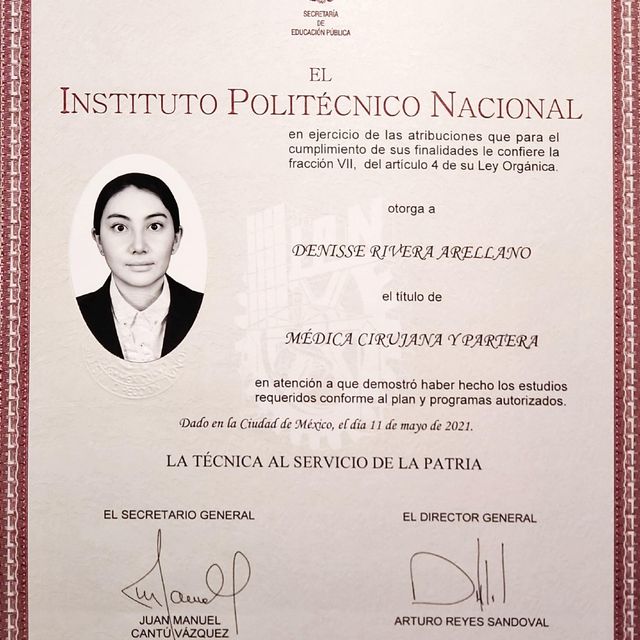 SECRETARÍA
DE
EDUCACIÓN PÚBLICA
EL
INSTITUTO POLITÉCNICO NACIONAL
en ejercicio de las atribuciones que para el
cumplimiento de sus finalidades le confiere la
fracción VII, del artículo 4 de su Ley Orgánica.
otorga a
DENISSE RIVERA ARELLANO
el título de
MÉDICA CIRUJANA Y PARTERA
en atención a que demostró haber hecho los estudios
requeridos conforme al plan y programas autorizados.
Dado en la Ciudad de México, el día 11 de mayo de 2021.
LA TÉCNICA AL SERVICIO DE LA PATRIA
EL SECRETARIO GENERAL
EL DIRECTOR GENERAL
JUAN MANUEL
CANTÚ VÁZQUEZ
ARTURO REYES SANDOVAL